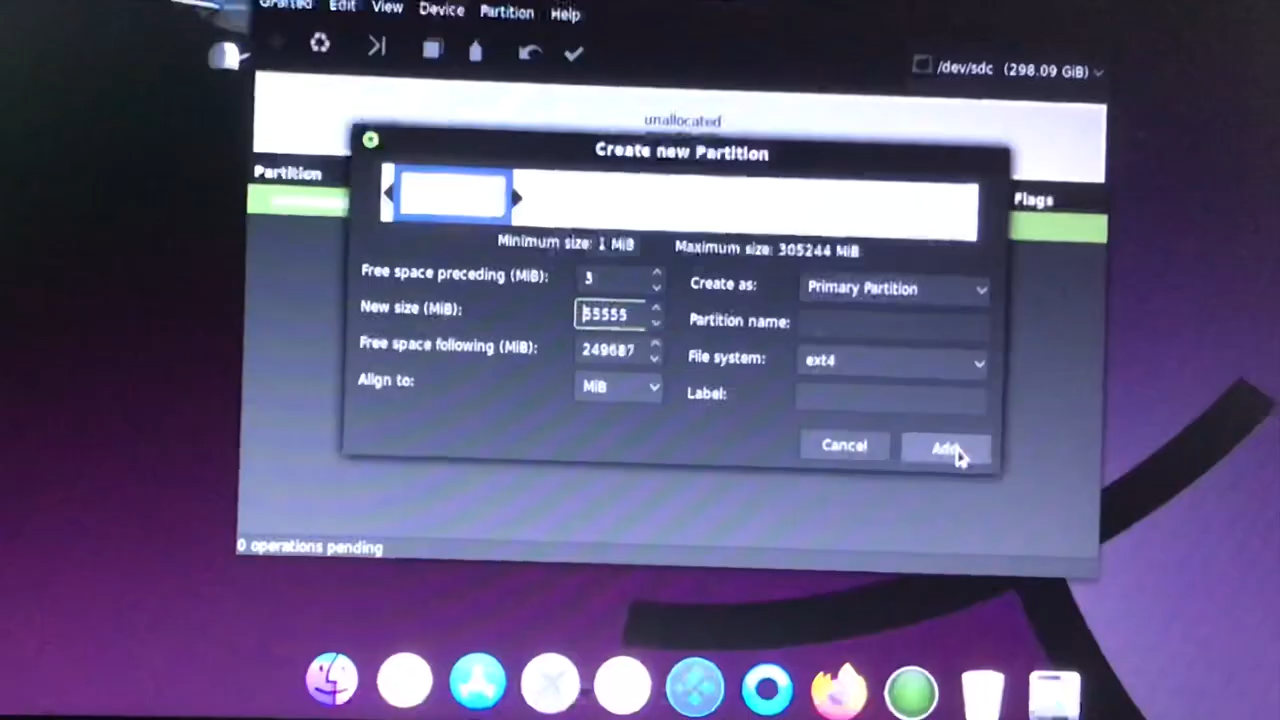 GParted Edit View Device Partition Help
/dev/sdc (298.09 GiB)
unallocated
Create new Partition
Partition
Flags
Minimum size: 1 MiB Maximum size: 305244 MiB
Free space preceding (MiB): 3 Create as: Primary Partition
New size (MiB): 55555 Partition name:
Free space following (MiB): 249687 File system: ext4
Align to: MiB Label:
Cancel Add
0 operations pending